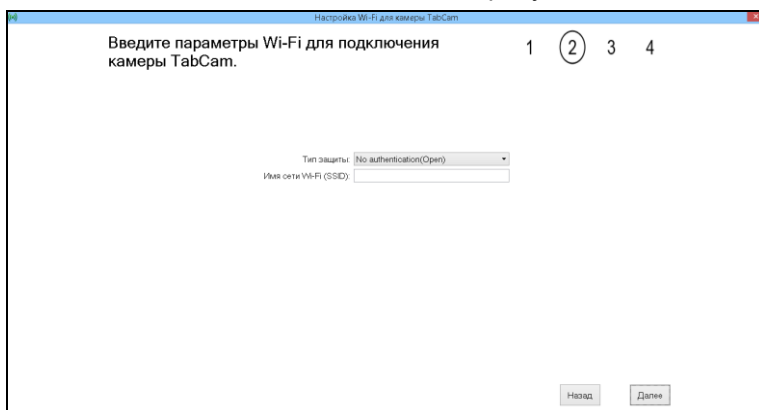 Настройка Wi-Fi для камеры TabCam
Введите параметры Wi-Fi для подключения
камеры TabCam.
1 2 3 4
Тип защиты: No authentication(Open)
Имя сети Wi-Fi (SSID):
Назад Далее